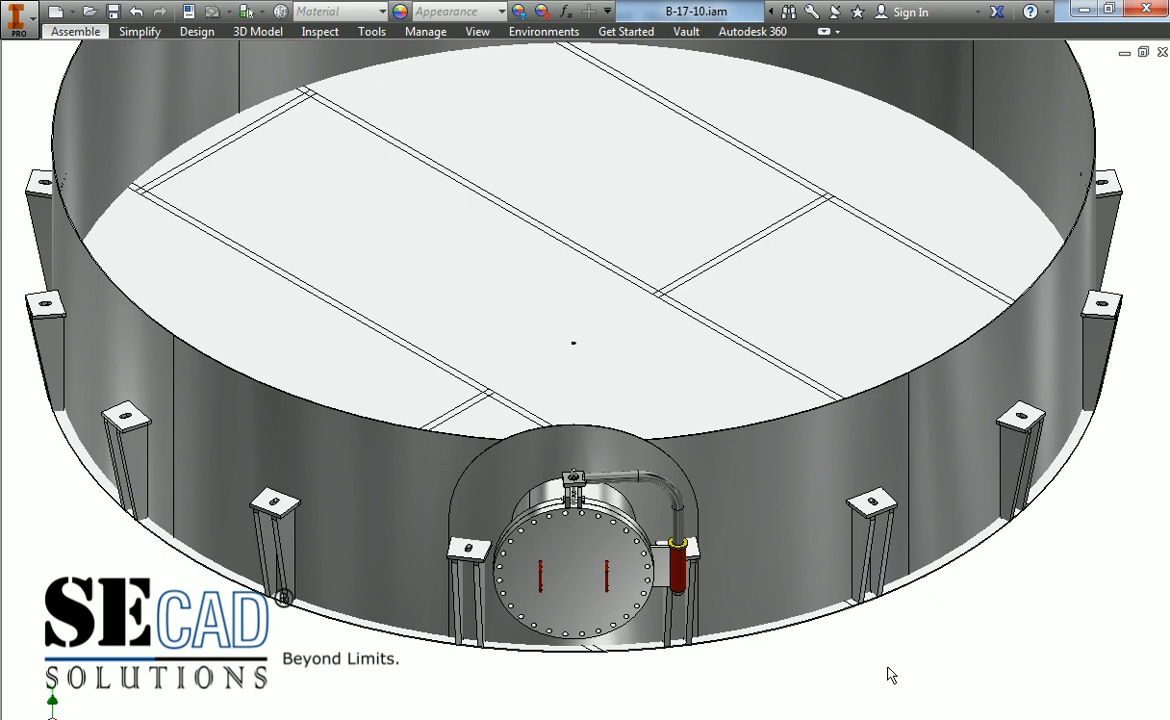 Material
Appearance
fx
B-17-10.iam
Sign In
PRO
Assemble
Simplify
Design
3D Model
Inspect
Tools
Manage
View
Environments
Get Started
Vault
Autodesk 360
SECAD®
SOLUTIONS
Beyond Limits.